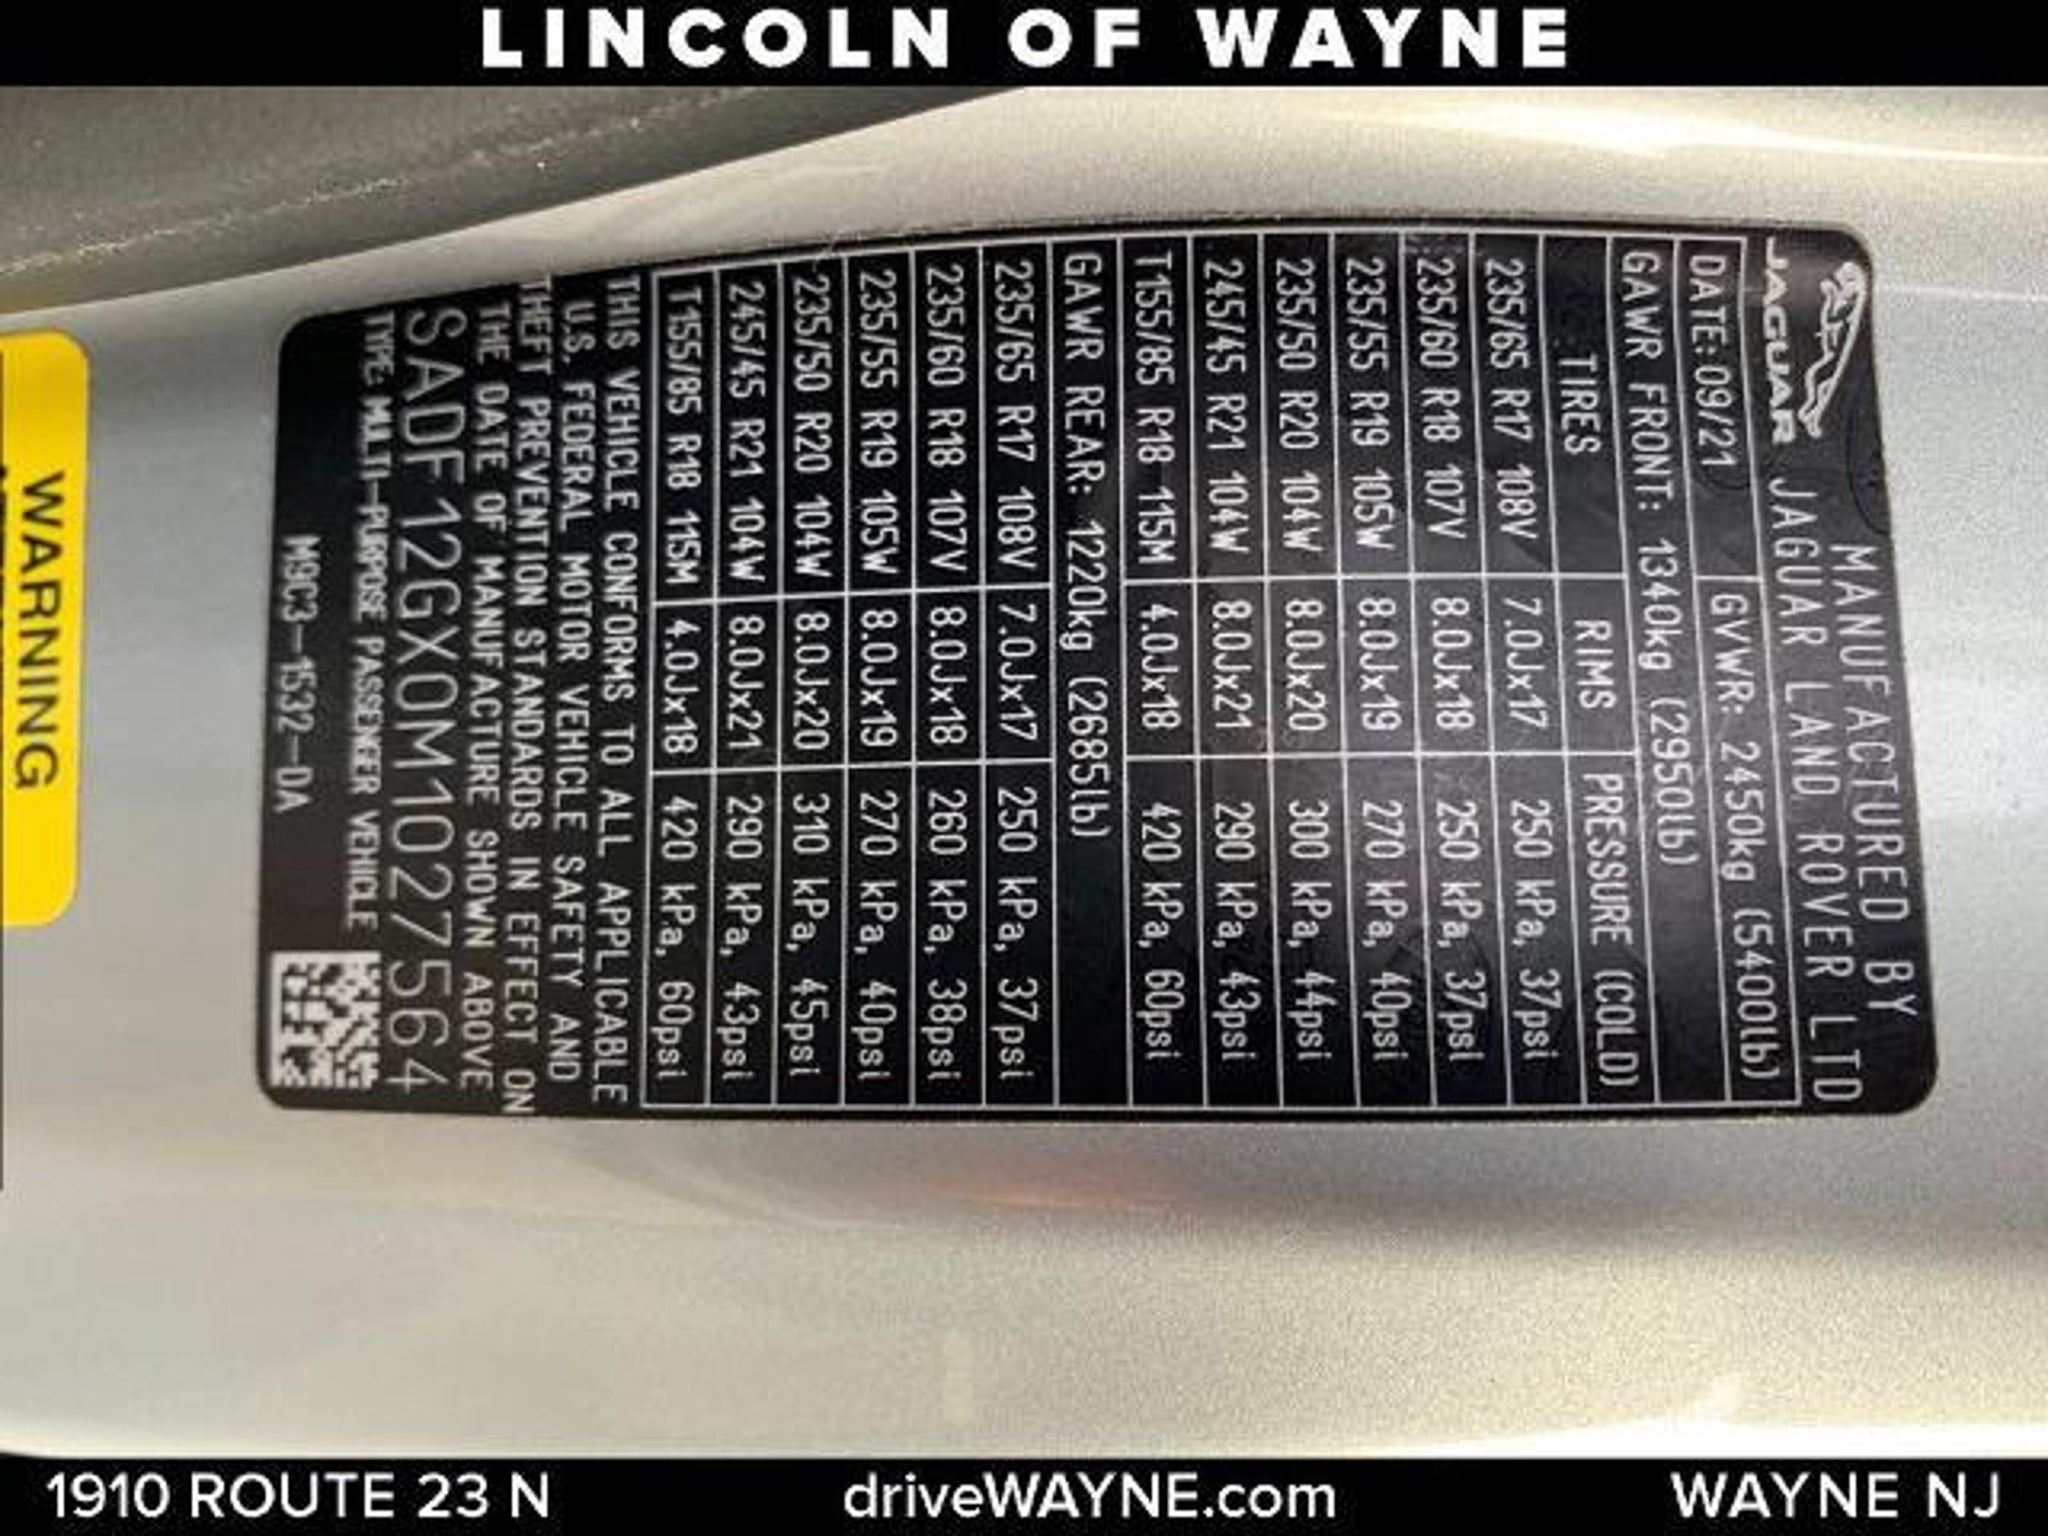 LINCOLN OF WAYNE
MANUFACTURED BY
JAGUAR JAGUAR LAND ROVER LTD
DATE:09/21 GVWR: 2450kg (5400lb)
GAWR FRONT: 1340kg (2950lb)
TIRES RIMS PRESSURE (COLD)
235/65 R17 108V 7.0Jx17 250 kPa, 37psi
235/60 R18 107V 8.0Jx18 250 kPa, 37psi
235/55 R19 105W 8.0Jx19 270 kPa, 40psi
235/50 R20 104W 8.0Jx20 300 kPa, 44psi
245/45 R21 104W 8.0Jx21 290 kPa, 43psi
T155/85 R18 115M 4.0Jx18 420 kPa, 60psi
GAWR REAR: 1220kg (2685lb)
235/65 R17 108V 7.0Jx17 250 kPa, 37psi
235/60 R18 107V 8.0Jx18 260 kPa, 38psi
235/55 R19 105W 8.0Jx19 270 kPa, 40psi
235/50 R20 104W 8.0Jx20 310 kPa, 45psi
245/45 R21 104W 8.0Jx21 290 kPa, 43psi
T155/85 R18 115M 4.0Jx18 420 kPa, 60psi
THIS VEHICLE CONFORMS TO ALL APPLICABLE
U.S. FEDERAL MOTOR VEHICLE SAFETY AND
THEFT PREVENTION STANDARDS IN EFFECT ON
THE DATE OF MANUFACTURE SHOWN ABOVE
SADF12GX0M1027564
TYPE: MULTI-PURPOSE PASSENGER VEHICLE
M9C3-1532-DA
WARNING
1910 ROUTE 23 N
driveWAYNE.com
WAYNE NJ